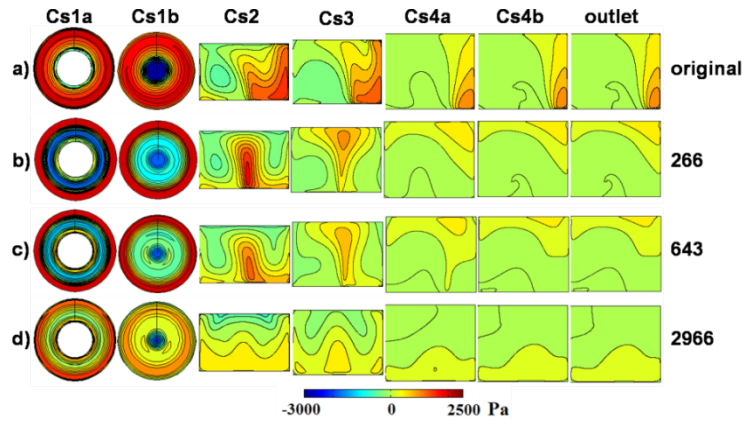 Cs1a Cs1b Cs2 Cs3 Cs4a Cs4b outlet
a) original
b) 266
c) 643
d) 2966
-3000 0 2500 Pa